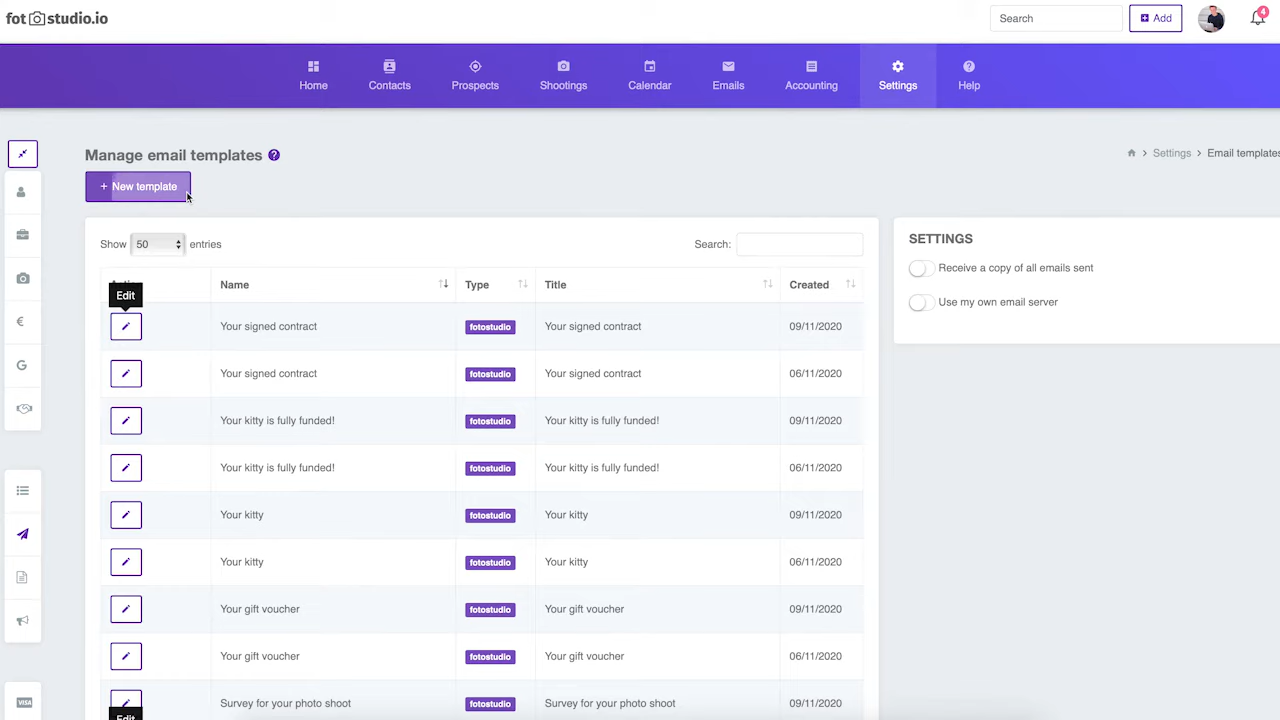 fotstudio.io
Search
Add
4
Home
Contacts
Prospects
Shootings
Calendar
Emails
Accounting
Settings
Help
Manage email templates ?
Settings > Email templates
+ New template
Show 50 entries
Search:
Name Type Title Created
Edit
Your signed contract fotostudio Your signed contract 09/11/2020
Your signed contract fotostudio Your signed contract 06/11/2020
Your kitty is fully funded! fotostudio Your kitty is fully funded! 09/11/2020
Your kitty is fully funded! fotostudio Your kitty is fully funded! 06/11/2020
Your kitty fotostudio Your kitty 09/11/2020
Your kitty fotostudio Your kitty 06/11/2020
Your gift voucher fotostudio Your gift voucher 09/11/2020
Your gift voucher fotostudio Your gift voucher 06/11/2020
Survey for your photo shoot fotostudio Survey for your photo shoot 09/11/2020
Edit
SETTINGS
Receive a copy of all emails sent
Use my own email server
€
G
VISA